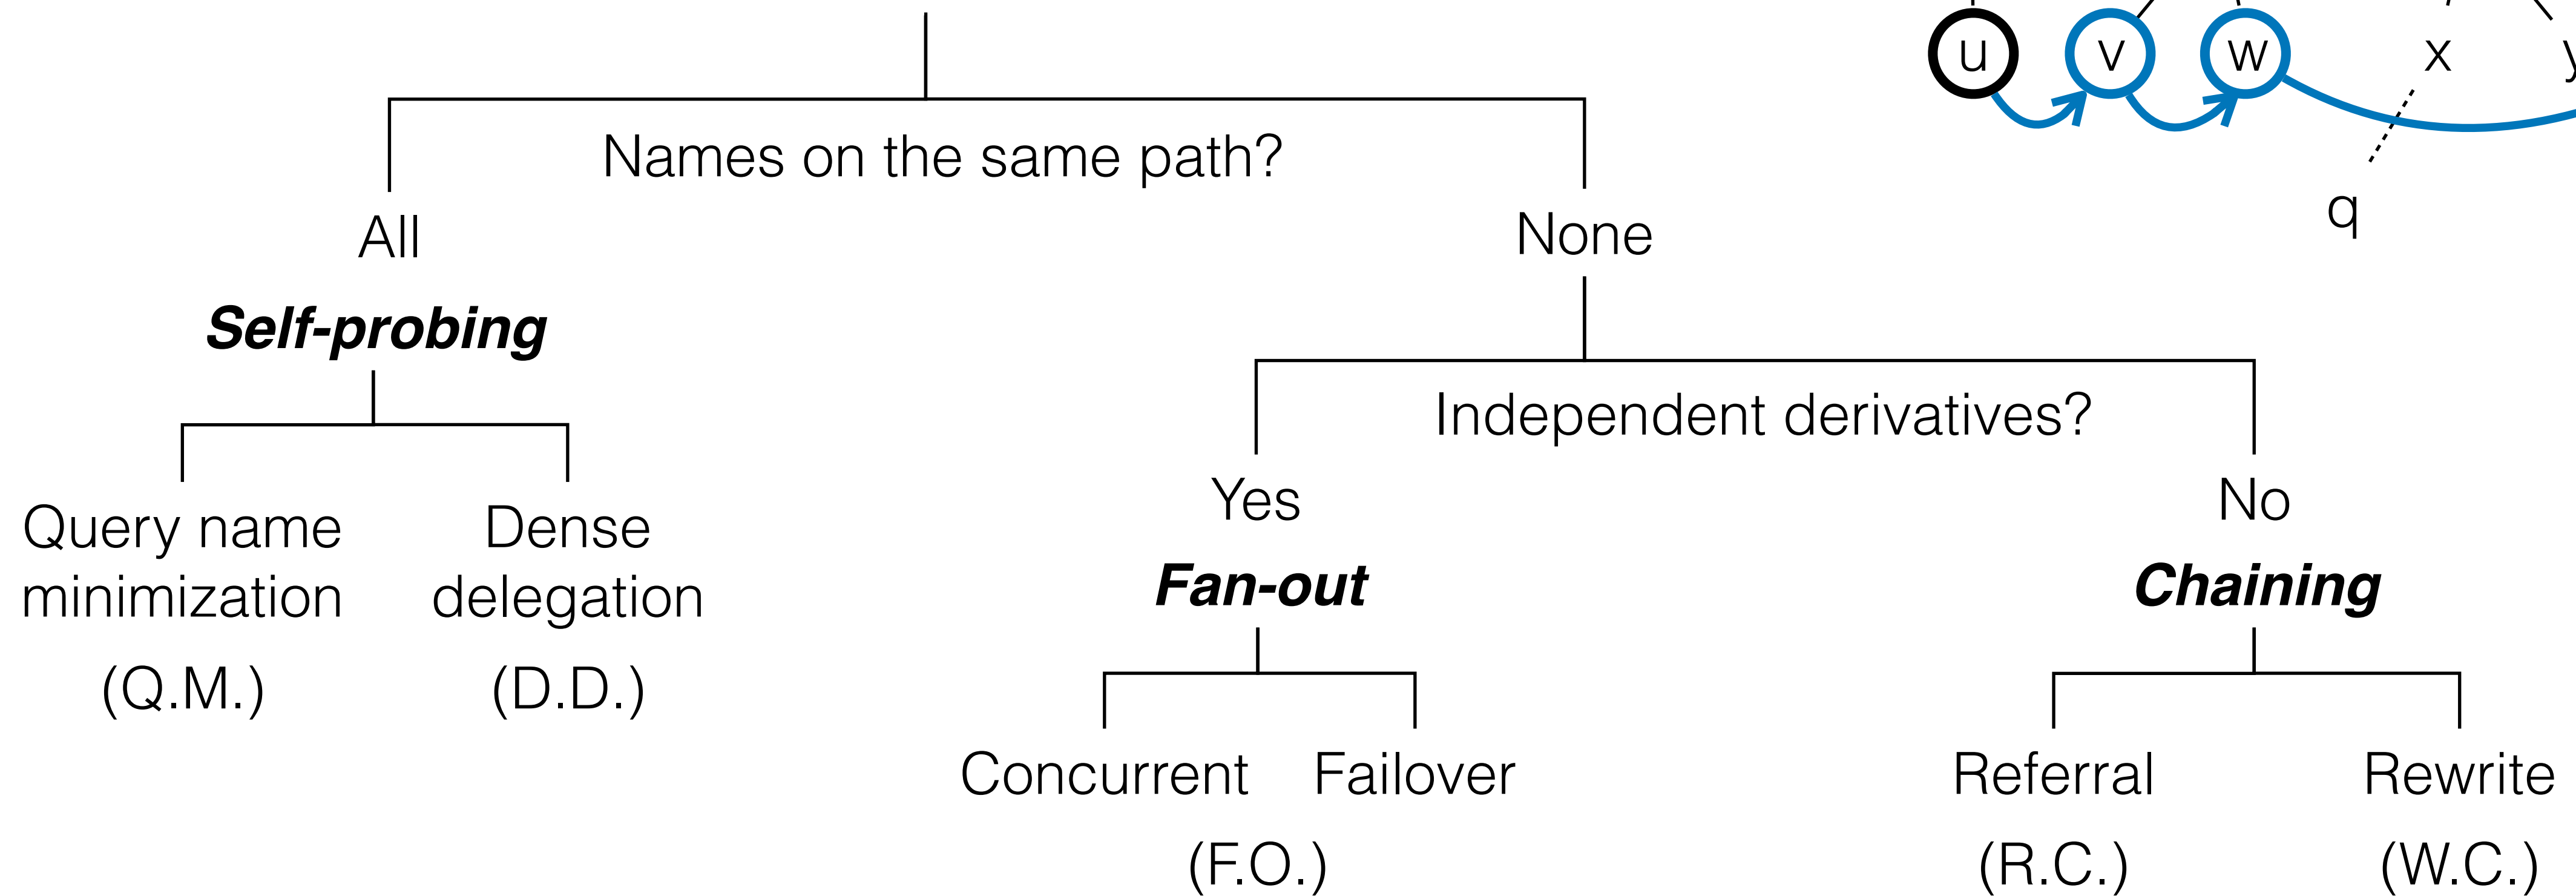 u
v
w
x
y
q
Names on the same path?
All
None
Self-probing
Independent derivatives?
Query name
minimization
(Q.M.)
Dense
delegation
(D.D.)
Yes
Fan-out
No
Chaining
Concurrent
Failover
(F.O.)
Referral
(R.C.)
Rewrite
(W.C.)